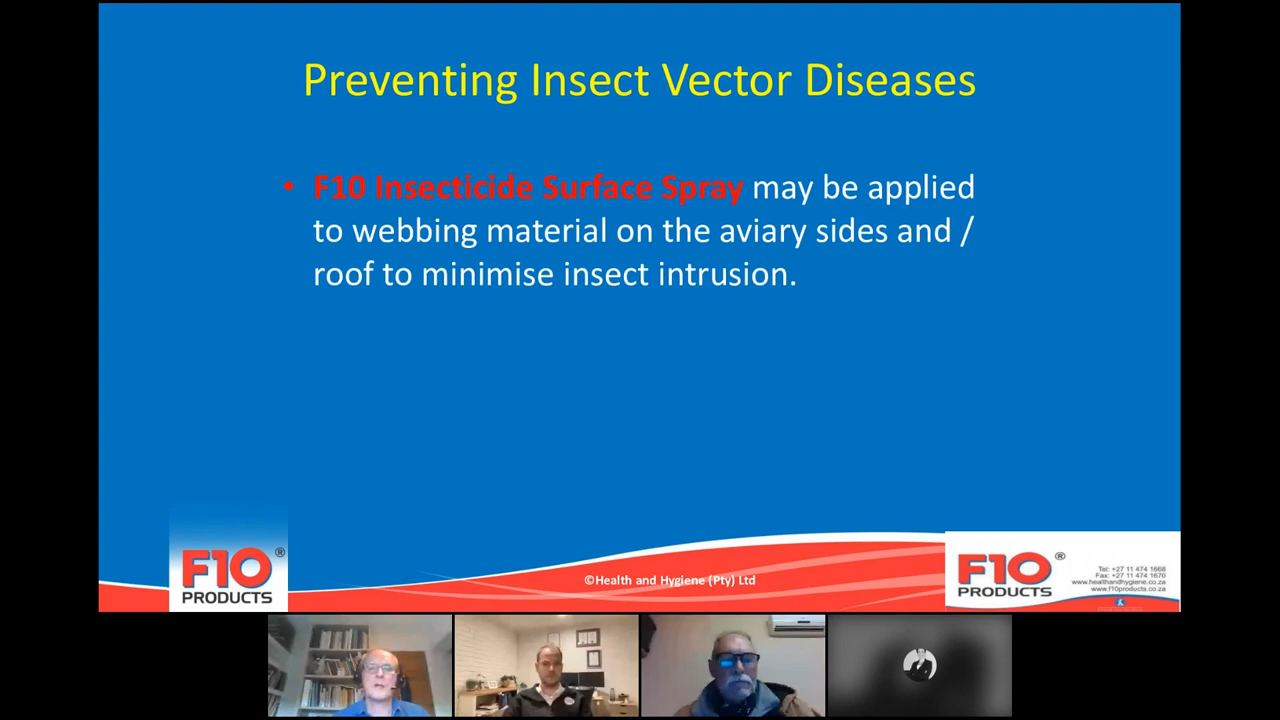 Preventing Insect Vector Diseases
• F10 Insecticide Surface Spray may be applied
to webbing material on the aviary sides and /
roof to minimise insect intrusion.
F10®
PRODUCTS
©Health and Hygiene (Pty) Ltd
F10®
PRODUCTS
Tel: +27 11 474 1668
Fax: +27 11 474 1670
www.healthandhygiene.co.za
www.f10products.co.za